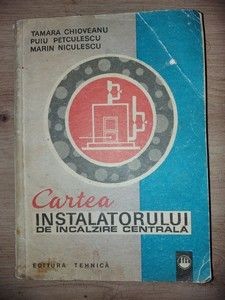 TAMARA CHIOVEANU
PUIU PETCULESCU
MARIN NICULESCU
Cartea
INSTALATORULUI
DE ÎNCĂLZIRE CENTRALĂ
EDITURA TEHNICĂ